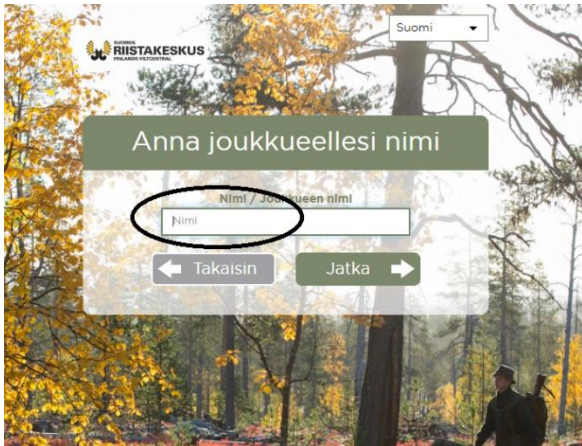 Suomi
SUOMEN
RIISTAKESKUS
FINLANDS VILTCENTRAL
Anna joukkueellesi nimi
Nimi / Joukkueen nimi
Nimi
Takaisin
Jatka